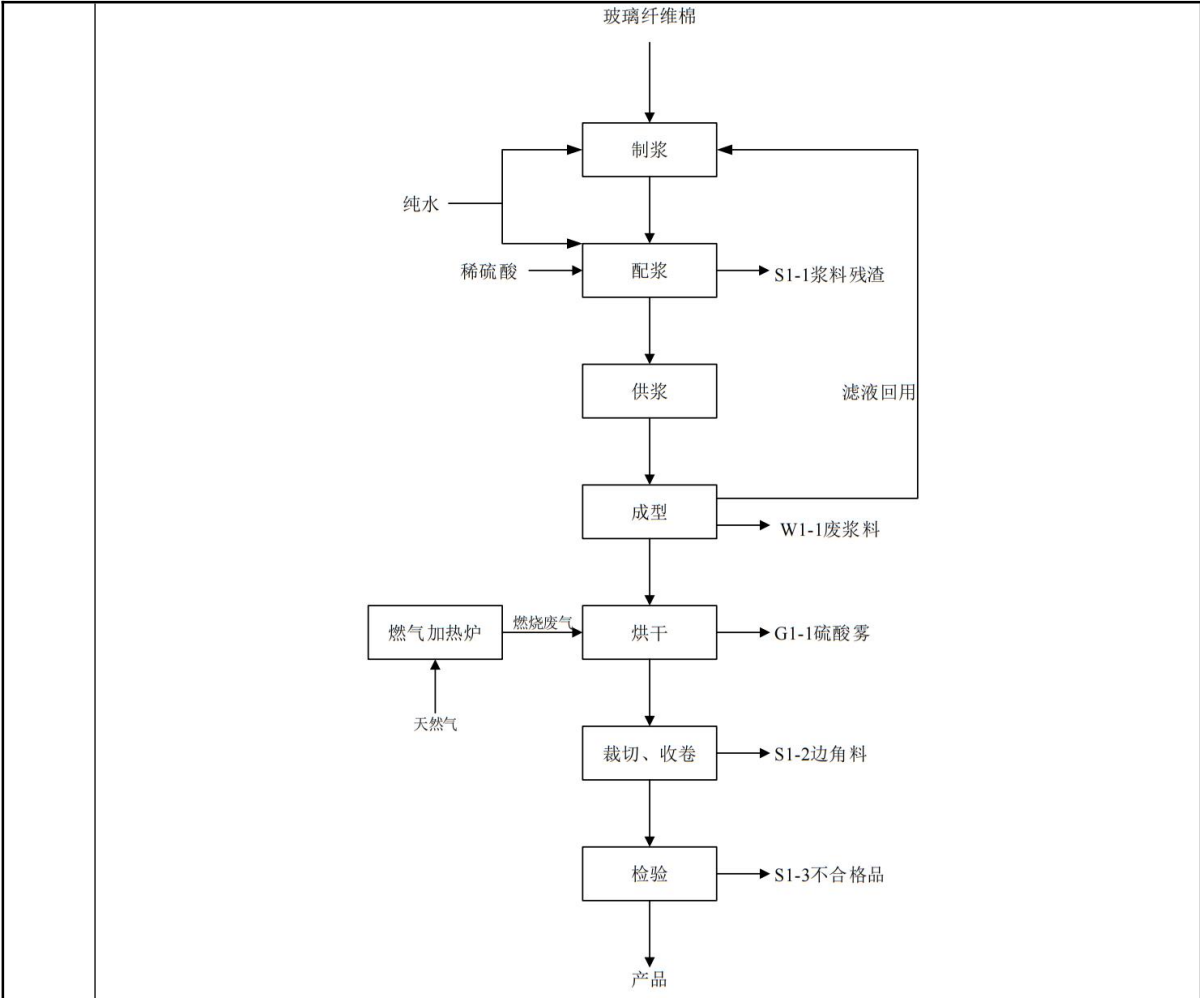 玻璃纤维棉
制浆
纯水
稀硫酸
配浆
S1-1浆料残渣
供浆
滤液回用
成型
W1-1废浆料
燃气加热炉
燃烧废气
烘干
G1-1硫酸雾
天然气
裁切、收卷
S1-2边角料
检验
S1-3不合格品
产品